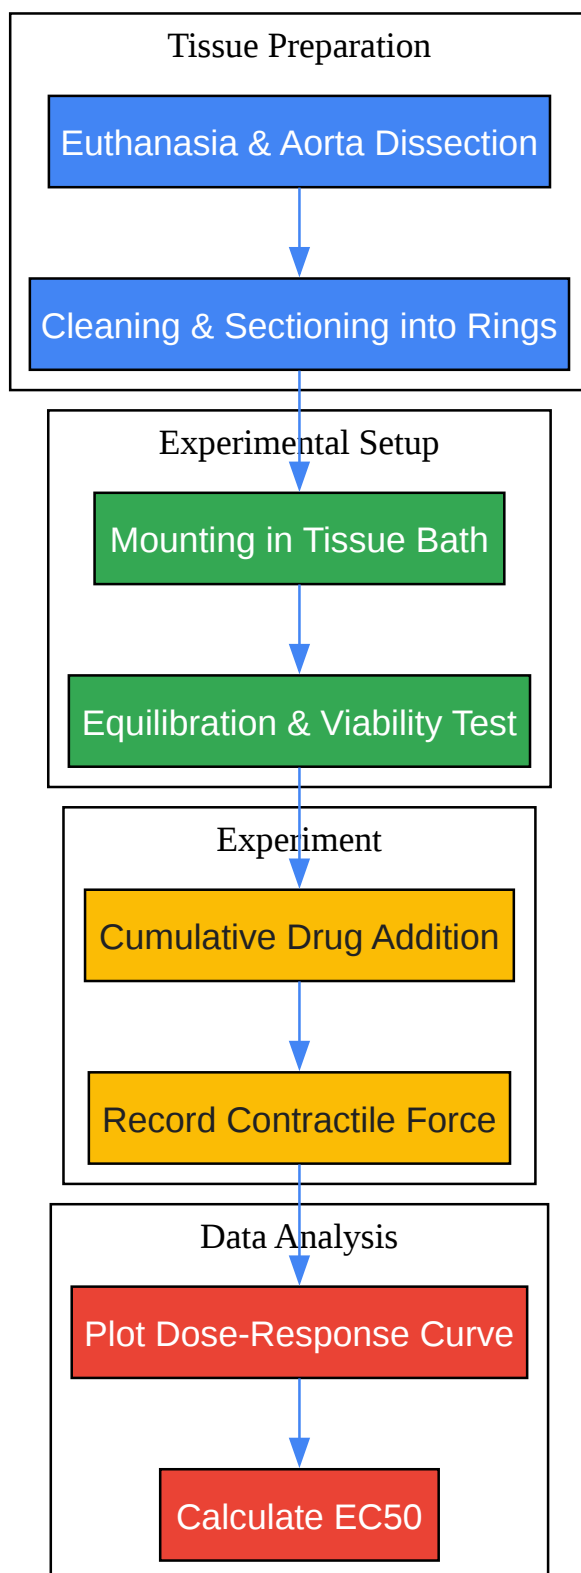 Tissue Preparation
Euthanasia & Aorta Dissection
Cleaning & Sectioning into Rings
Experimental Setup
Mounting in Tissue Bath
Equilibration & Viability Test
Experiment
Cumulative Drug Addition
Record Contractile Force
Data Analysis
Plot Dose-Response Curve
Calculate EC50